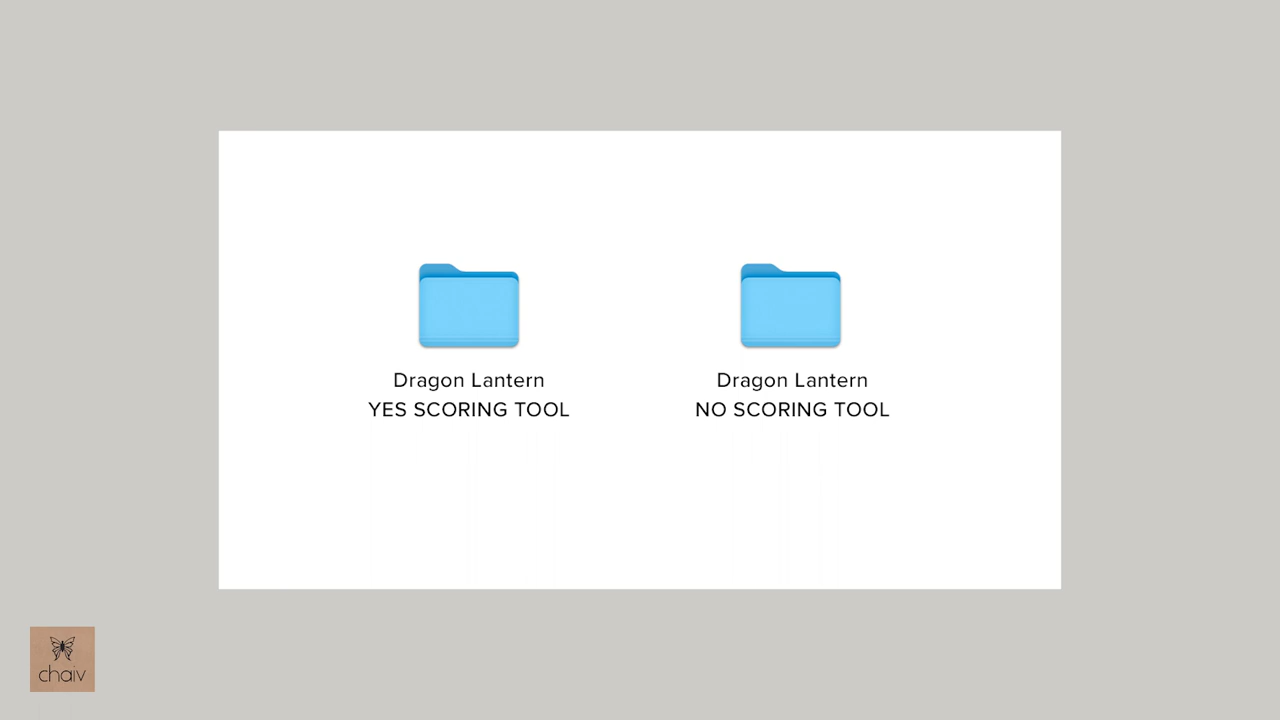 Dragon Lantern
YES SCORING TOOL
Dragon Lantern
NO SCORING TOOL
chaiv